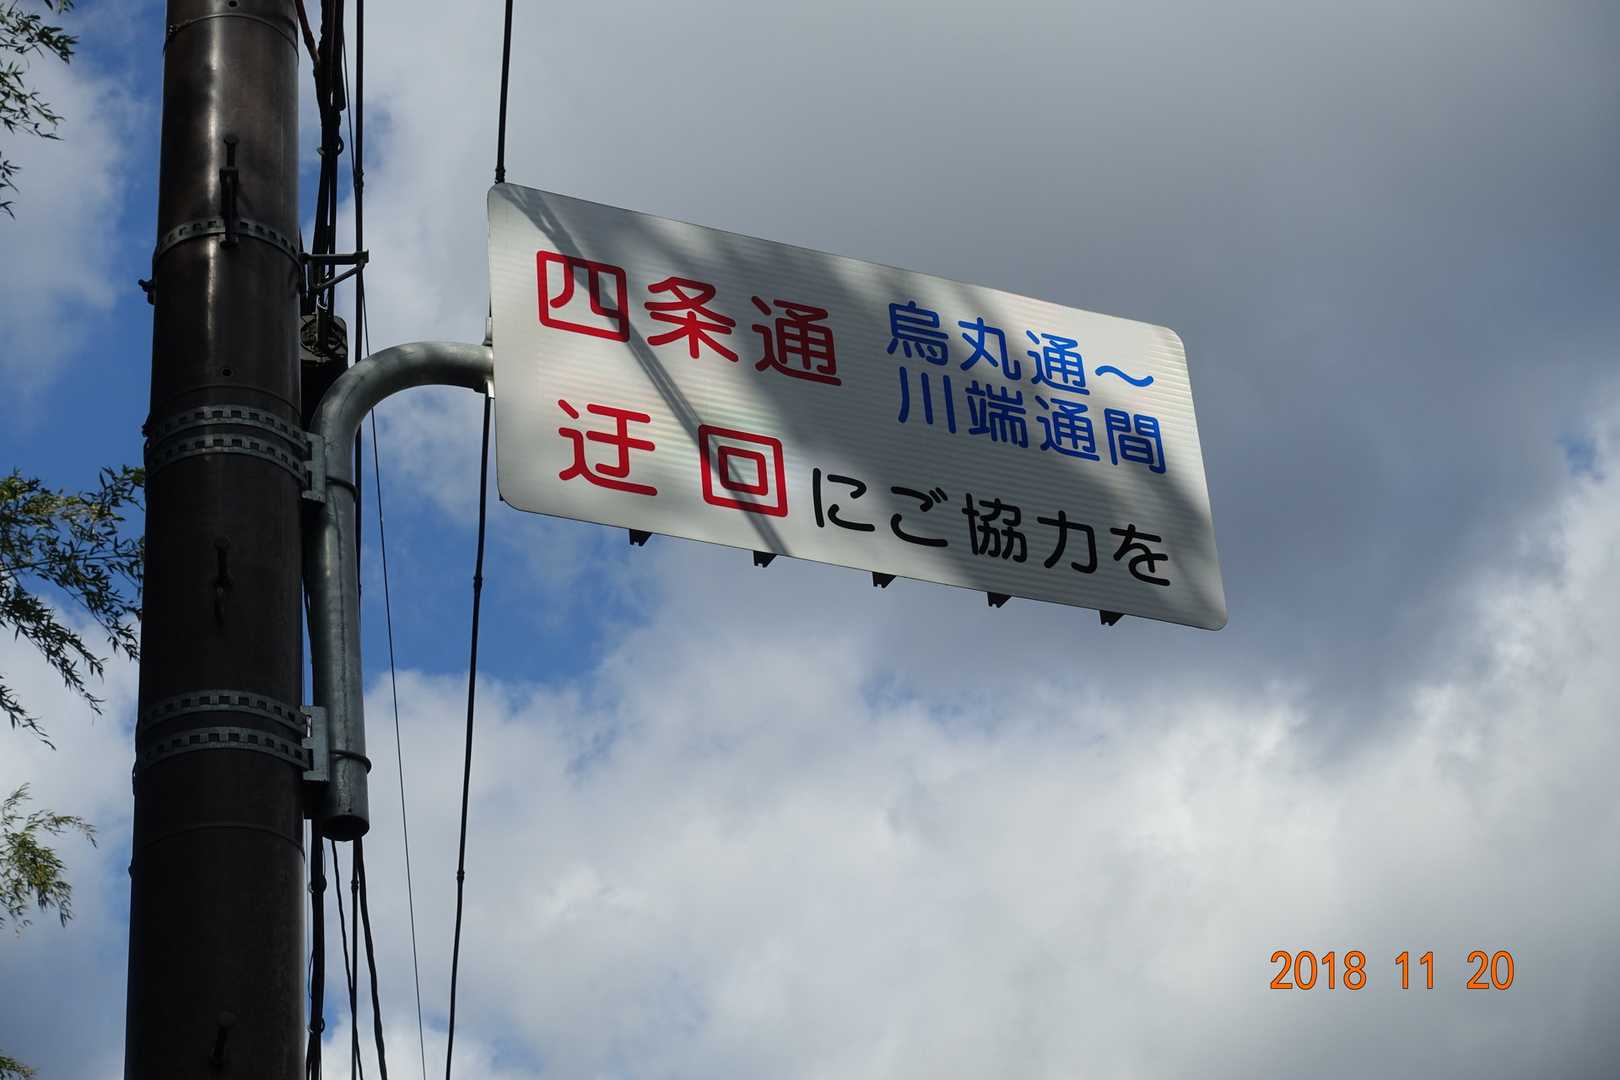 四条通 烏丸通～
川端通間
迂回にご協力を
2018 11 20